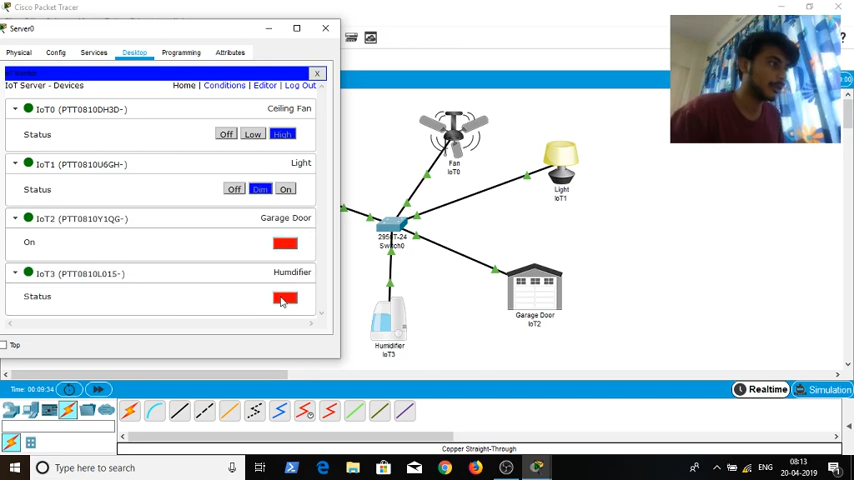 Cisco Packet Tracer
Server0
Physical Config Services Desktop Programming Attributes
X
IoT Server - Devices Home | Conditions | Editor | Log Out
IoT0 (PTT0810DH3D-) Ceiling Fan
Status Off Low High
IoT1 (PTT0810U6GH-) Light
Status Off Dim On
IoT2 (PTT0810Y1QG-) Garage Door
On
IoT3 (PTT0810L01S-) Humdifier
Status
Top
Fan
IoT0
Light
IoT1
Switch0
Garage Door
IoT2
Humidifier
IoT3
Time: 00:09:34 Realtime Simulation
Copper Straight-Through
Type here to search
ENG
08:13
20-04-2019